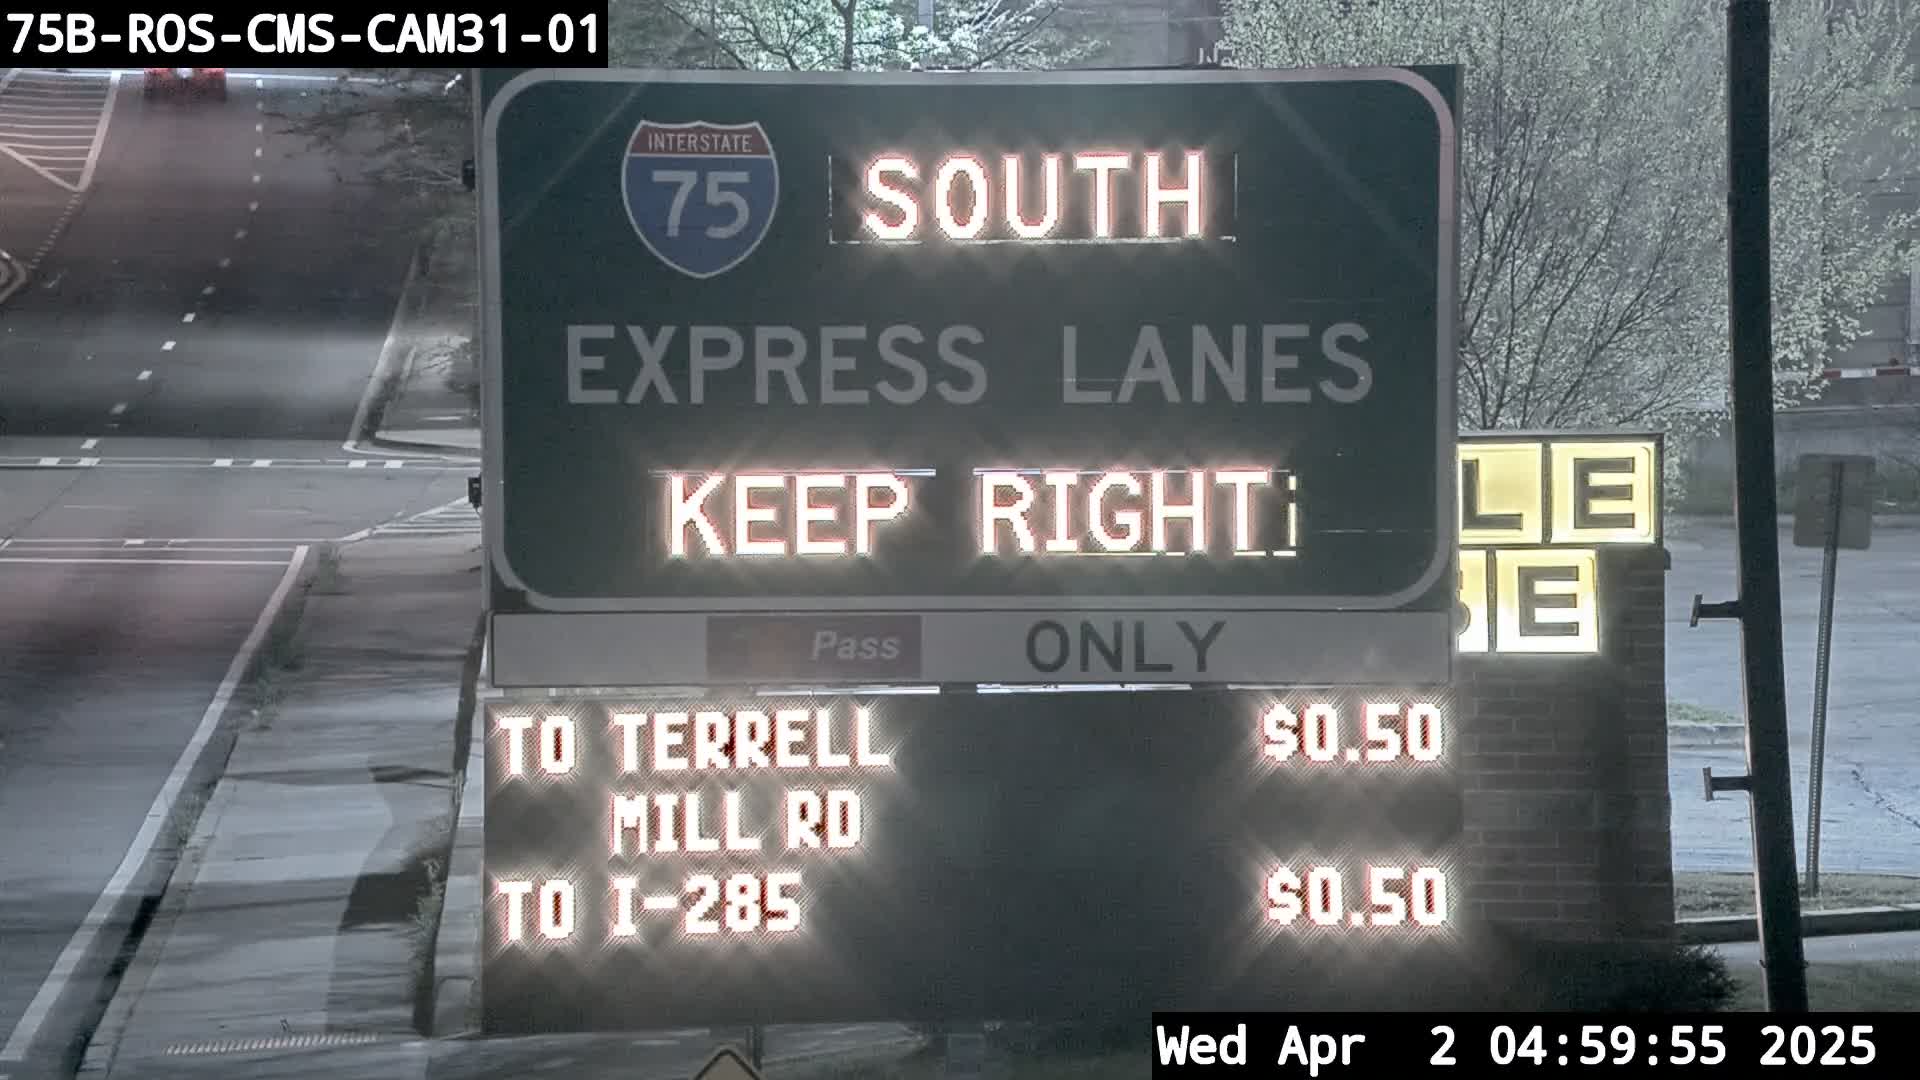 75B-ROS-CMS-CAM31-01
INTERSTATE
75
SOUTH
EXPRESS LANES
KEEP RIGHT
Pass ONLY
TO TERRELL $0.50
MILL RD
TO I-285 $0.50
LE
E
Wed Apr 2 04:59:55 2025